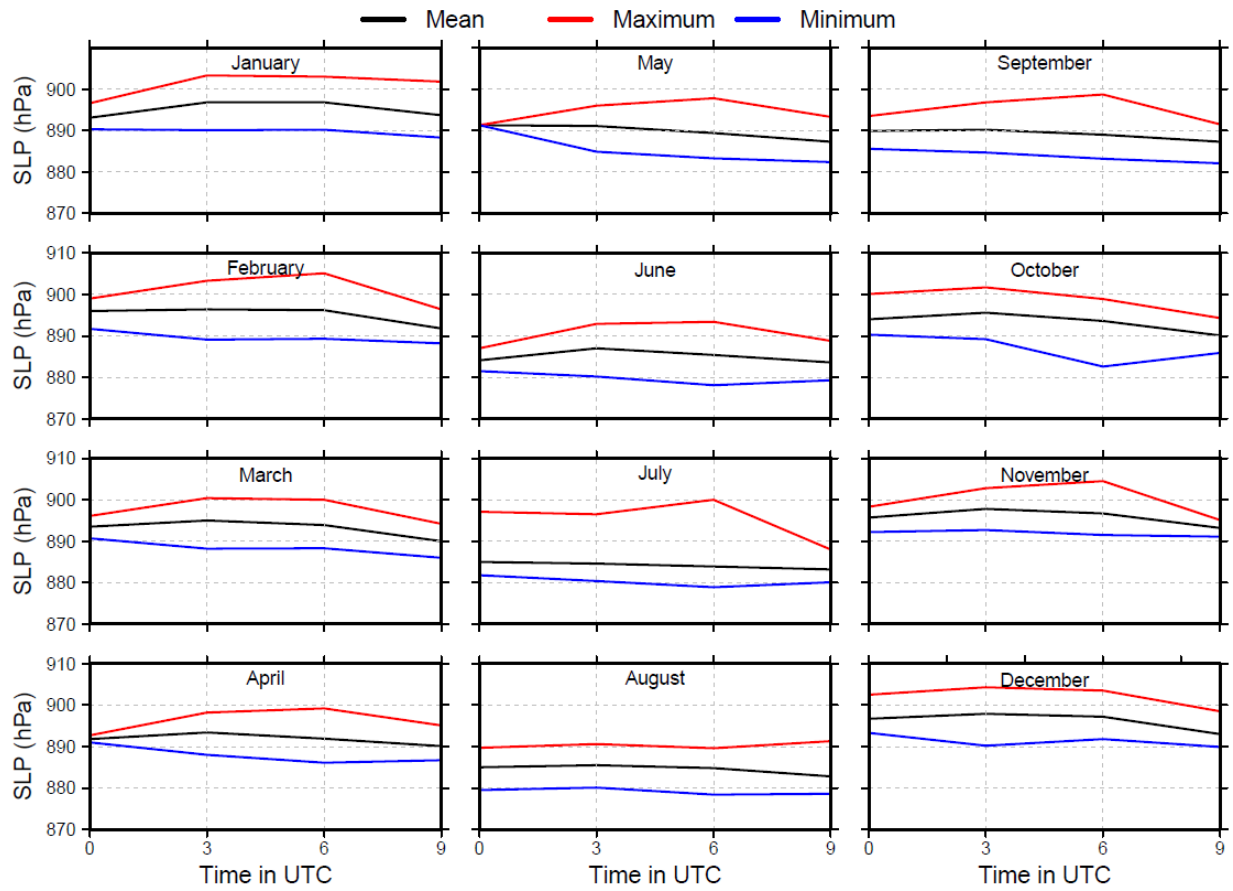 Mean Maximum Minimum
January May September
SLP (hPa)
900
890
880
870
February June October
SLP (hPa)
910
900
890
880
870
March July November
SLP (hPa)
910
900
890
880
870
April August December
SLP (hPa)
910
900
890
880
870
0 3 6 9 0 3 6 9 0 3 6 9
Time in UTC Time in UTC Time in UTC